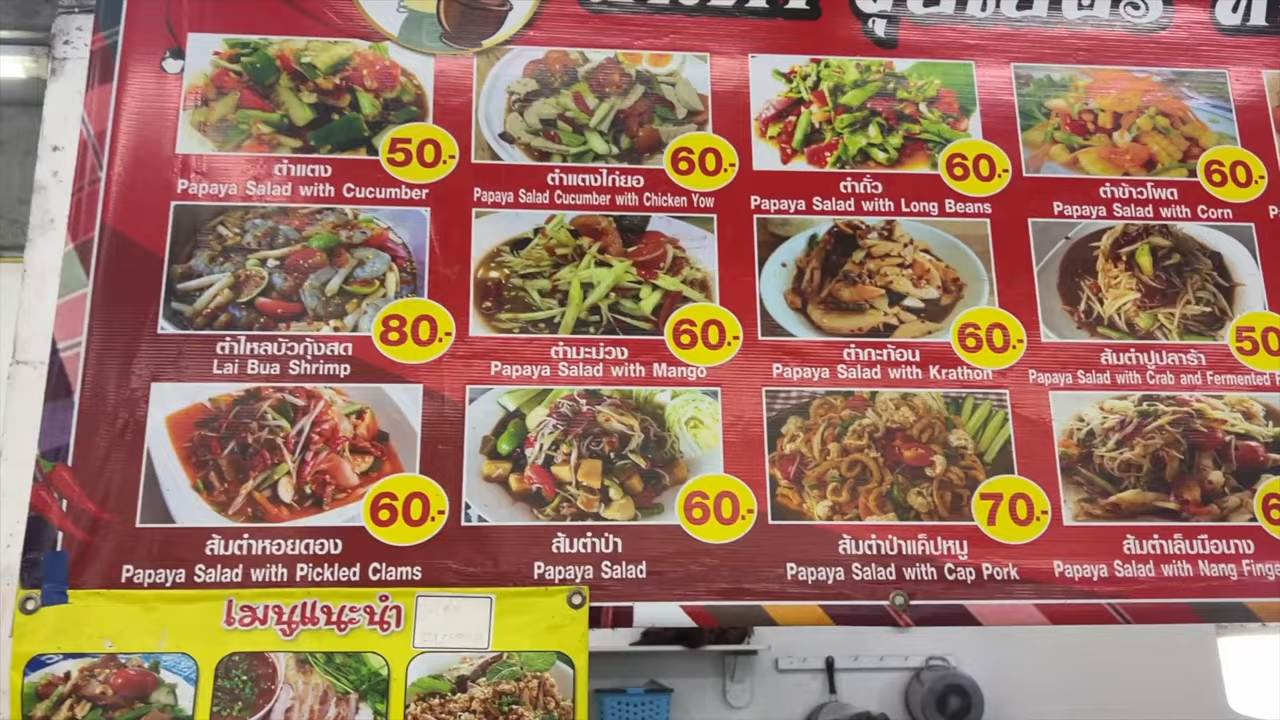 50.-
ตำแตง
Papaya Salad with Cucumber
60.-
ตำแตงไก่ยอ
Papaya Salad Cucumber with Chicken Yow
60.-
ตำถั่ว
Papaya Salad with Long Beans
60.-
ตำข้าวโพด
Papaya Salad with Corn
80.-
ตำไหลบัวกุ้งสด
Lai Bua Shrimp
60.-
ตำมะม่วง
Papaya Salad with Mango
60.-
ตำกะท้อน
Papaya Salad with Krathon
50
ส้มตำปูปลาร้า
Papaya Salad with Crab and Fermented
60.-
ส้มตำหอยดอง
Papaya Salad with Pickled Clams
60.-
ส้มตำป่า
Papaya Salad
70.-
ส้มตำป่าแค็ปหมู
Papaya Salad with Cap Pork
ส้มตำเล็บมือนาง
Papaya Salad with Nang
เมนูแนะนำ